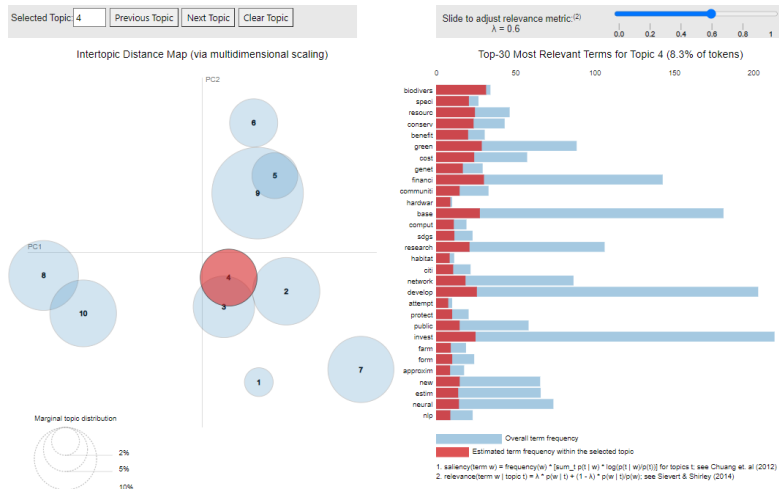 Selected Topic: 4 Previous Topic Next Topic Clear Topic
Slide to adjust relevance metric:(2)
λ = 0.6
0.0 0.2 0.4 0.6 0.8 1
Intertopic Distance Map (via multidimensional scaling)
PC2
PC1
6
5
9
8
10
4
3
2
1
7
Marginal topic distribution
2%
5%
10%
Top-30 Most Relevant Terms for Topic 4 (8.3% of tokens)
0 50 100 150 200
biodivers
speci
resourc
conserv
benefit
green
cost
genet
financi
communiti
hardwar
base
comput
sdgs
research
habitat
citi
network
develop
attempt
protect
public
invest
farm
form
approxim
new
estim
neural
nlp
Overall term frequency
Estimated term frequency within the selected topic
1. saliency(term w) = frequency(w) * [sum_t p(t | w) * log(p(t | w)/p(t))] for topics t; see Chuang et. al (2012)
2. relevance(term w | topic t) = λ * p(w | t) + (1 - λ) * p(w | t)/p(w); see Sievert & Shirley (2014)